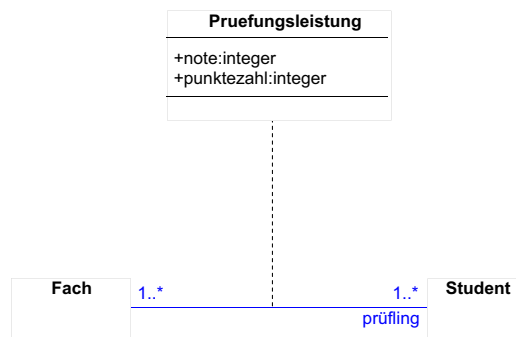 Pruefungsleistung
+note:integer
+punktezahl:integer
Fach
1..*
1..*
Student
prüfling